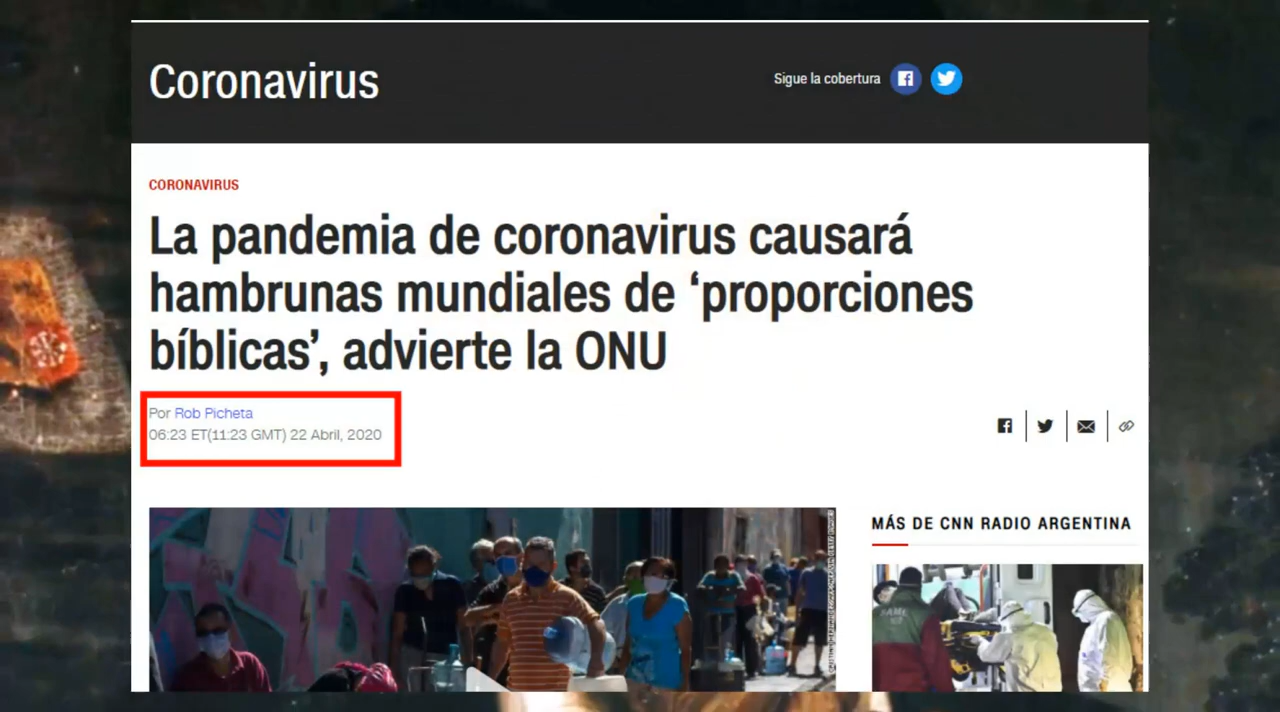 Coronavirus
Sigue la cobertura
CORONAVIRUS
La pandemia de coronavirus causará
hambrunas mundiales de ‘proporciones
bíblicas’, advierte la ONU
Por Rob Picheta
06:23 ET(11:23 GMT) 22 Abril, 2020
MÁS DE CNN RADIO ARGENTINA